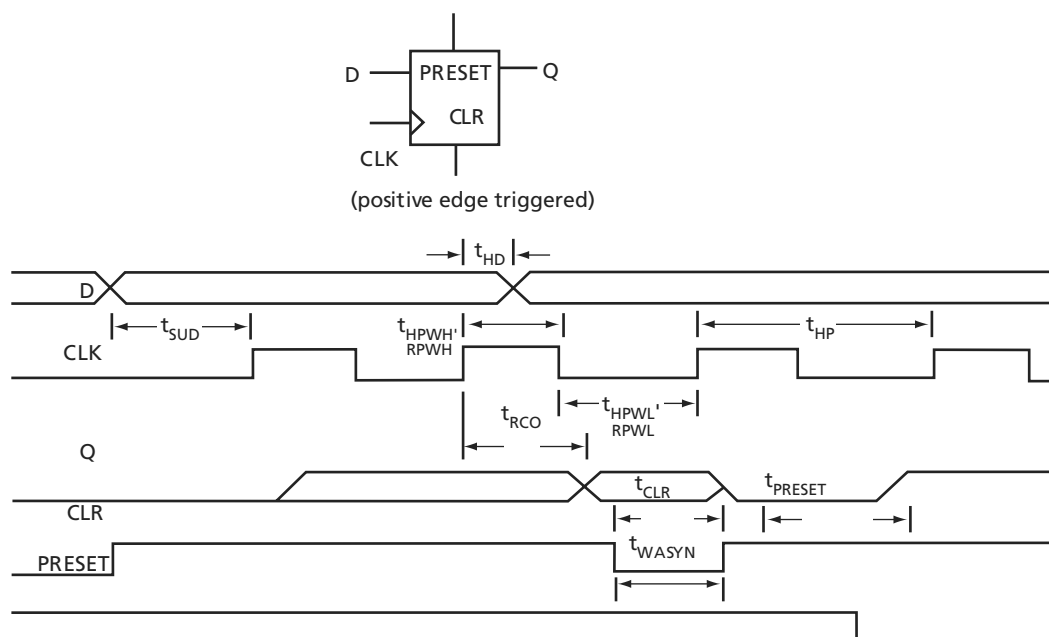 D PRESET Q
CLR
CLK
(positive edge triggered)
tHD
D
tSUD tHPWH' RPWH tHP
CLK
tRCO tHPWL' RPWL
Q
tCLR tPRESET
CLR
PRESET tWASYN